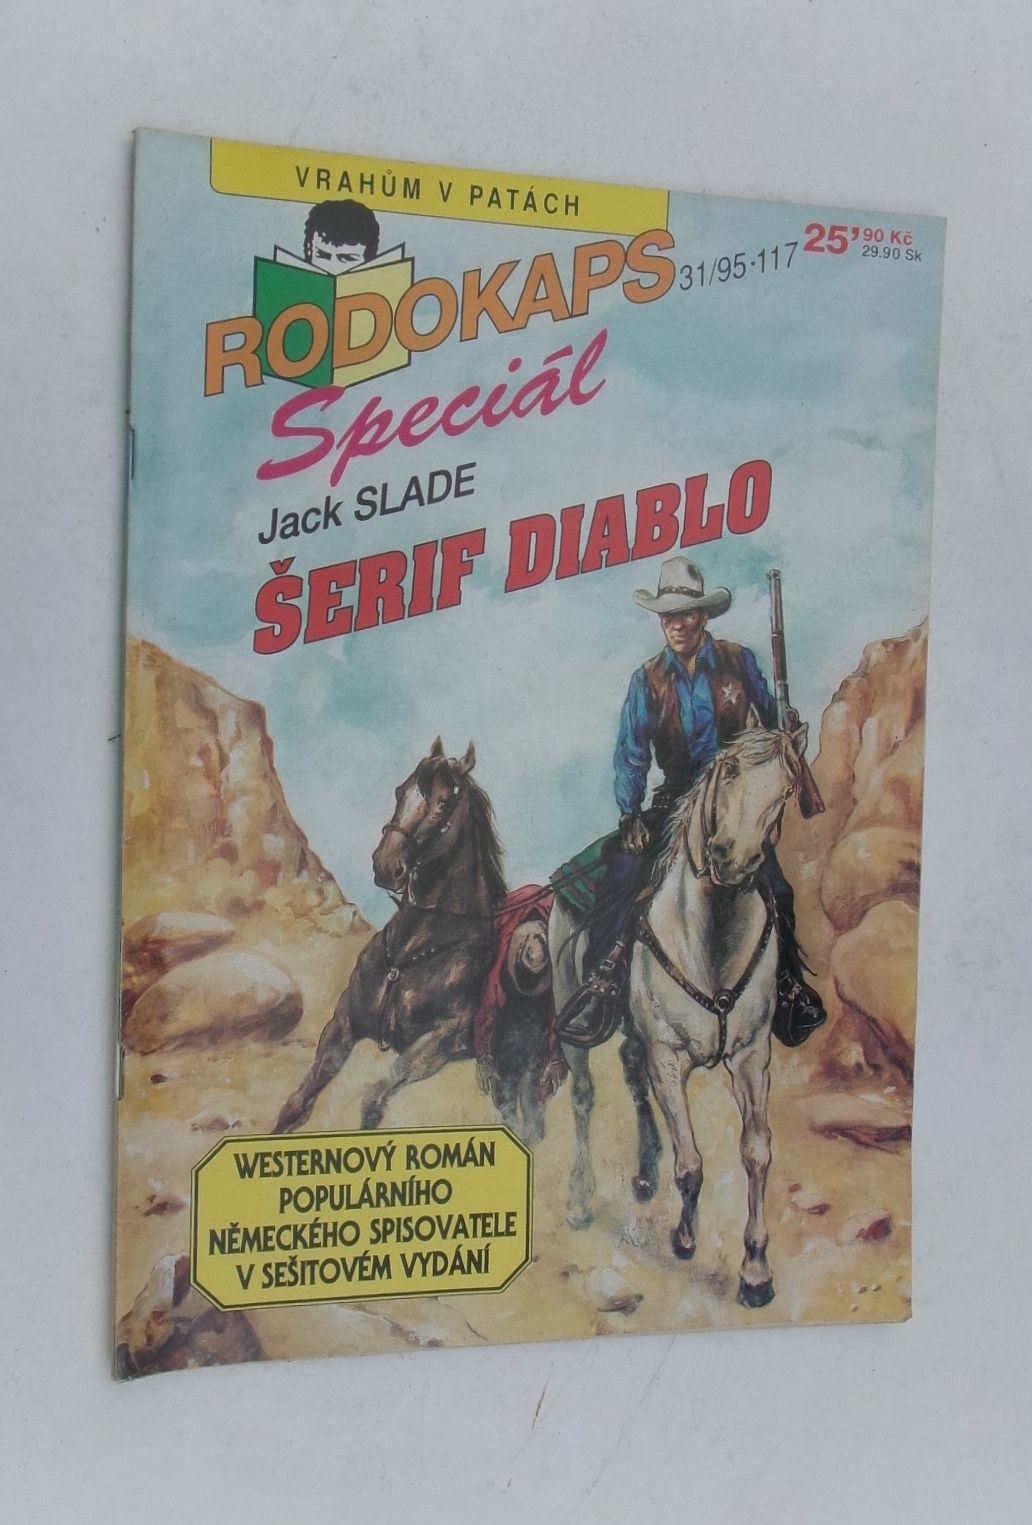 VRAHŮM V PATÁCH
RODOKAPS
31/95·117
25’90 Kč
29.90 Sk
Speciál
Jack SLADE
ŠERIF DIABLO
WESTERNOVÝ ROMÁN
POPULÁRNÍHO
NĚMECKÉHO SPISOVATELE
V SEŠITOVÉM VYDÁNÍ